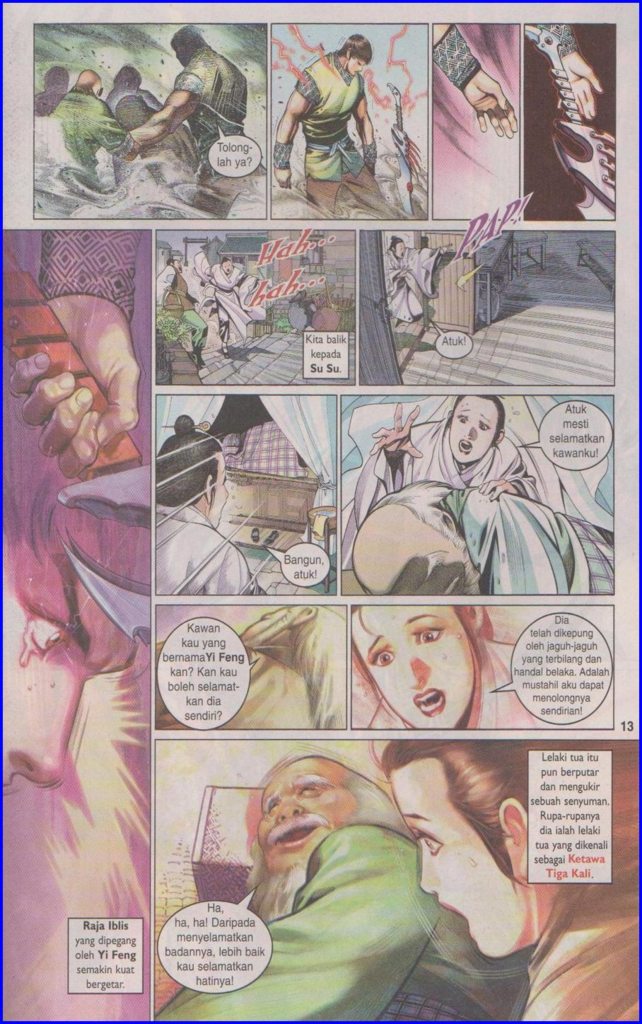 Tolong-
lah ya?
Hah...
hah...
Kita balik
kepada
Su Su.
PAP!
Atuk!
Bangun,
atuk!
Atuk
mesti
selamatkan
kawanku!
Kawan
kau yang
bernamaYi Feng
kan? Kan kau
boleh selamat-
kan dia
sendiri?
Dia
telah dikepung
oleh jaguh-jaguh
yang terbilang dan
handal belaka. Adalah
mustahil aku dapat
menolongnya
sendirian!
13
Lelaki tua itu
pun berputar
dan mengukir
sebuah senyuman.
Rupa-rupanya
dia ialah lelaki
tua yang dikenali
sebagai Ketawa
Tiga Kali.
Ha,
ha, ha! Daripada
menyelamatkan
badannya, lebih baik
kau selamatkan
hatinya!
Raja Iblis
yang dipegang
oleh Yi Feng
semakin kuat
bergetar.